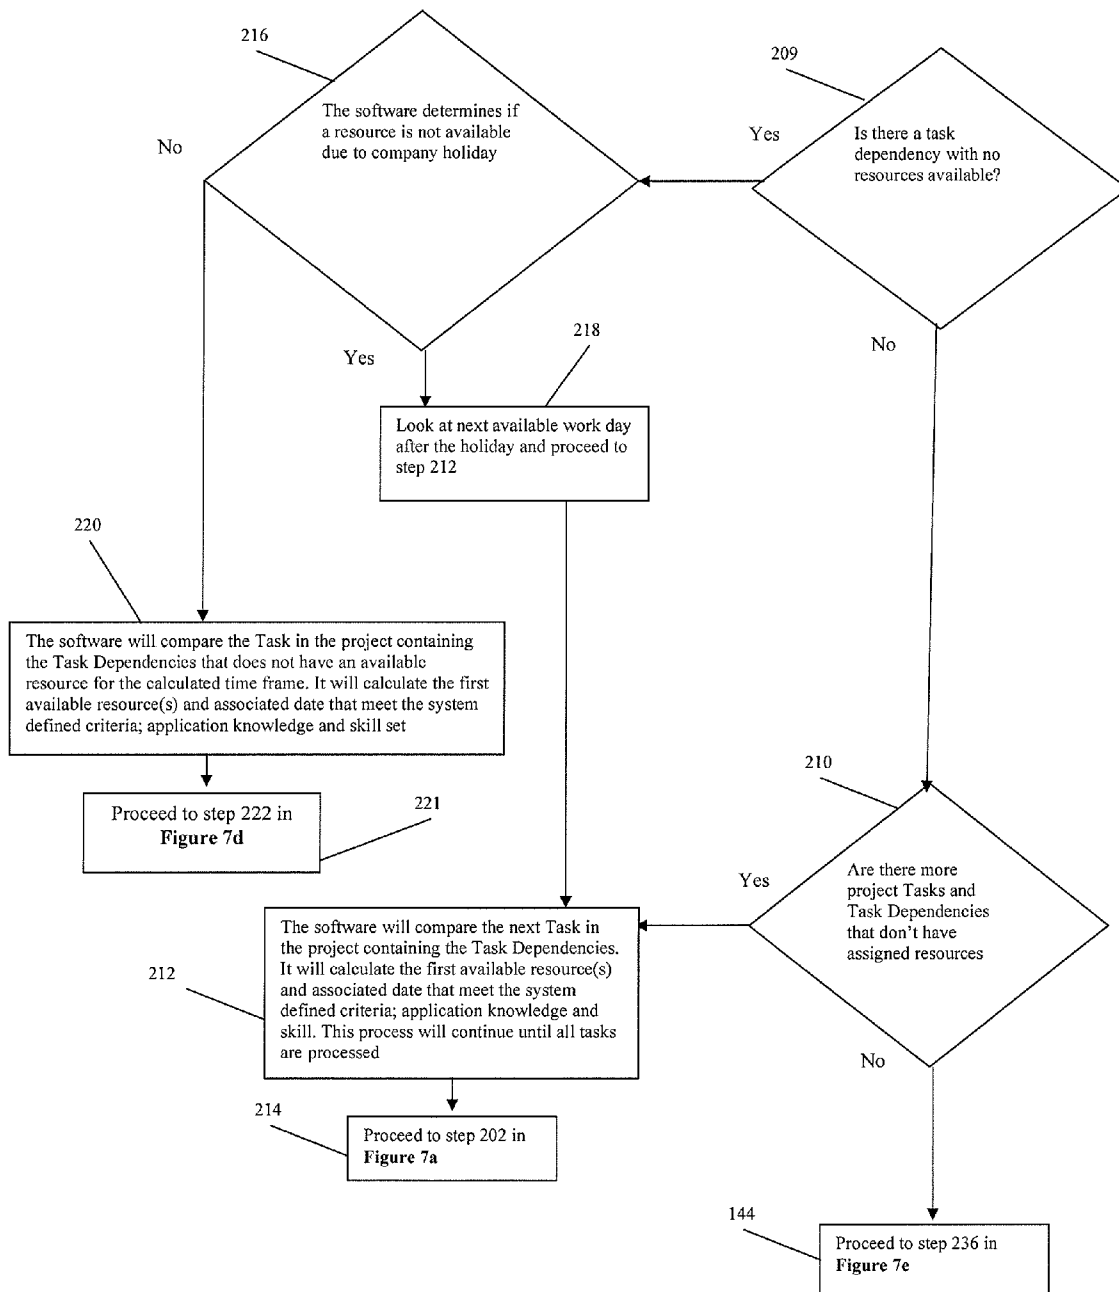 216
209
The software determines if
a resource is not available
due to company holiday
No
Yes
Is there a task
dependency with no
resources available?
218
Yes
No
Look at next available work day
after the holiday and proceed to
step 212
220
The software will compare the Task in the project containing
the Task Dependencies that does not have an available
resource for the calculated time frame. It will calculate the first
available resource(s) and associated date that meet the system
defined criteria; application knowledge and skill set
210
Proceed to step 222 in
Figure 7d
221
Yes
Are there more
project Tasks and
Task Dependencies
that don't have
assigned resources
212
The software will compare the next Task in
the project containing the Task Dependencies.
It will calculate the first available resource(s)
and associated date that meet the system
defined criteria; application knowledge and
skill. This process will continue until all tasks
are processed
No
214
Proceed to step 202 in
Figure 7a
144
Proceed to step 236 in
Figure 7e